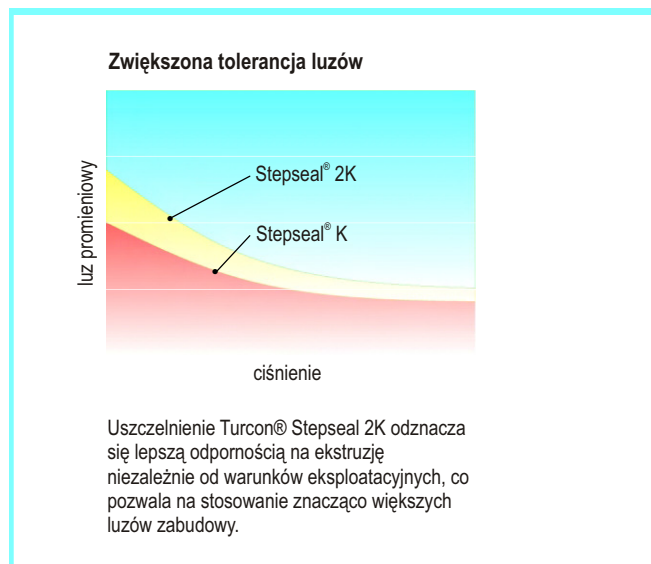 Zwiększona tolerancja luzów
luz promieniowy
Stepseal® 2K
Stepseal® K
ciśnienie
Uszczelnienie Turcon® Stepseal 2K odznacza
się lepszą odpornością na ekstruzję
niezależnie od warunków eksploatacyjnych, co
pozwala na stosowanie znacząco większych
luzów zabudowy.